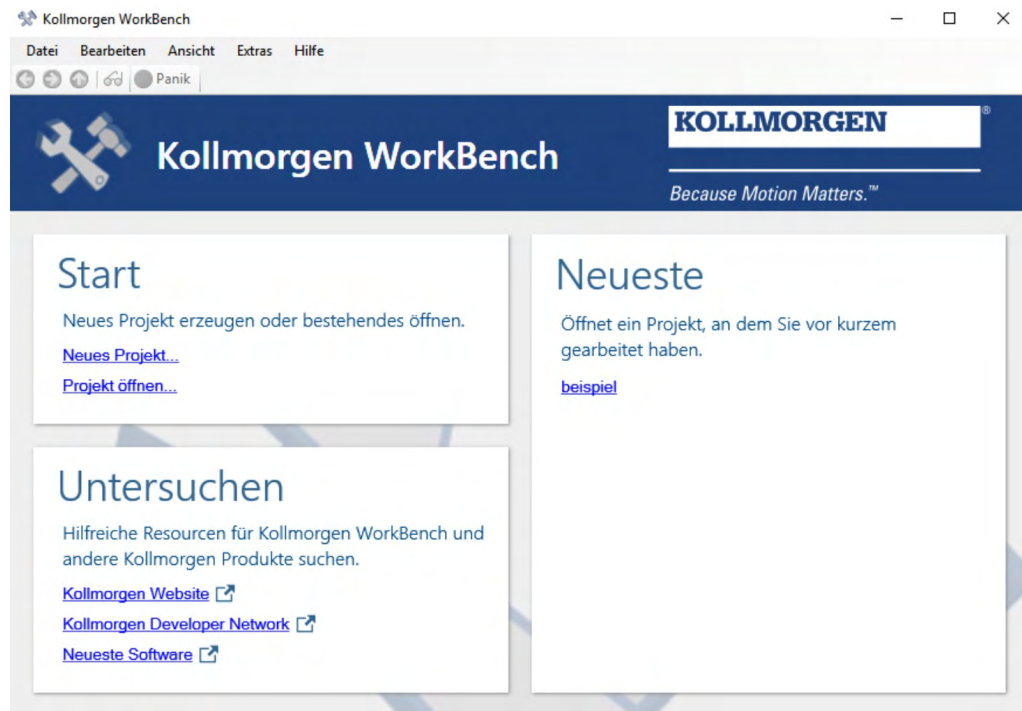 Kollmorgen WorkBench
Datei Bearbeiten Ansicht Extras Hilfe
Panik
Kollmorgen WorkBench
KOLLMORGEN®
Because Motion Matters.™
Start
Neues Projekt erzeugen oder bestehendes öffnen.
Neues Projekt...
Projekt öffnen...
Untersuchen
Hilfreiche Resourcen für Kollmorgen WorkBench und
andere Kollmorgen Produkte suchen.
Kollmorgen Website
Kollmorgen Developer Network
Neueste Software
Neueste
Öffnet ein Projekt, an dem Sie vor kurzem
gearbeitet haben.
beispiel